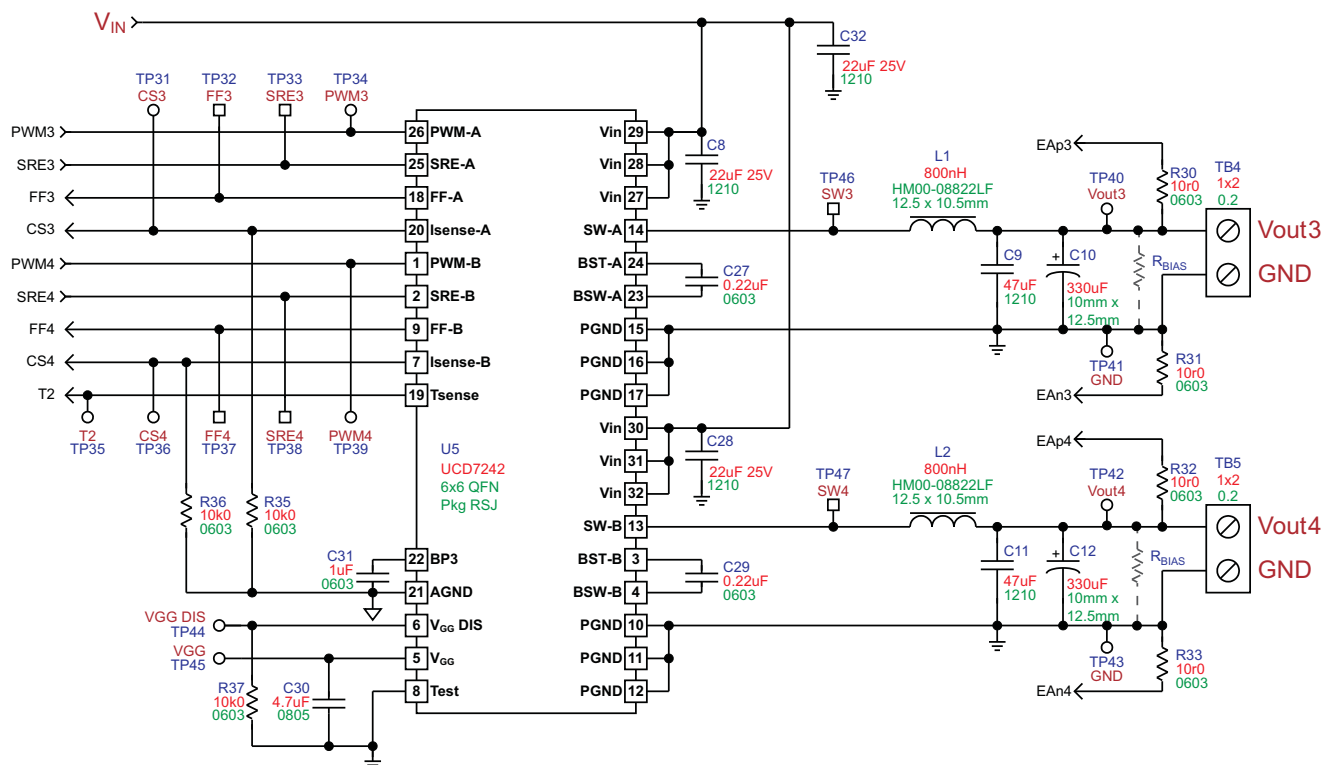 VIN
C32
22uF 25V
1210
TP31
CS3
TP32
FF3
TP33
SRE3
TP34
PWM3
PWM3
SRE3
FF3
CS3
PWM4
SRE4
FF4
CS4
T2
26 PWM-A
25 SRE-A
18 FF-A
20 Isense-A
1 PWM-B
2 SRE-B
9 FF-B
7 Isense-B
19 Tsense
22 BP3
21 AGND
6 VGG DIS
5 VGG
8 Test
Vin 29
Vin 28
Vin 27
SW-A 14
BST-A 24
BSW-A 23
PGND 15
PGND 16
PGND 17
Vin 30
Vin 31
Vin 32
SW-B 13
BST-B 3
BSW-B 4
PGND 10
PGND 11
PGND 12
U5
UCD7242
6x6 QFN
Pkg RSJ
T2
TP35
CS4
TP36
FF4
TP37
SRE4
TP38
PWM4
TP39
R36
10k0
0603
R35
10k0
0603
C31
1uF
0603
VGG DIS
TP44
VGG
TP45
R37
10k0
0603
C30
4.7uF
0805
C8
22uF 25V
1210
C27
0.22uF
0603
C28
22uF 25V
1210
C29
0.22uF
0603
TP46
SW3
L1
800nH
HM00-08822LF
12.5 x 10.5mm
EAp3
TP40
Vout3
R30
10r0
0603
TB4
1x2
0.2
Vout3
GND
C9
47uF
1210
+
C10
330uF
10mm x
12.5mm
RBIAS
TP41
GND
R31
10r0
0603
EAn3
TP47
SW4
L2
800nH
HM00-08822LF
12.5 x 10.5mm
EAp4
TP42
Vout4
R32
10r0
0603
TB5
1x2
0.2
Vout4
GND
C11
47uF
1210
+
C12
330uF
10mm x
12.5mm
RBIAS
TP43
GND
R33
10r0
0603
EAn4